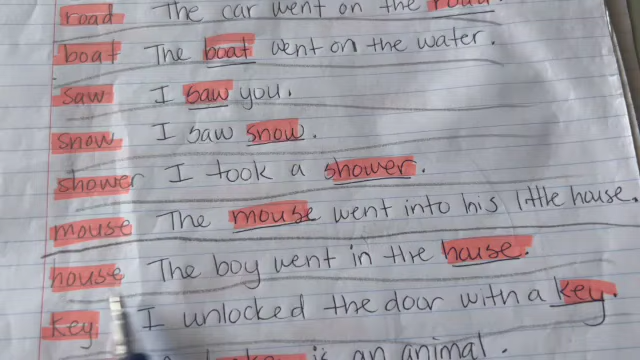 road The car went on the road.
boat The boat went on the water.
saw I saw you.
snow I saw snow.
shower I took a shower.
mouse The mouse went into his little house.
house The boy went in the house.
key I unlocked the door with a key.
is an animal.